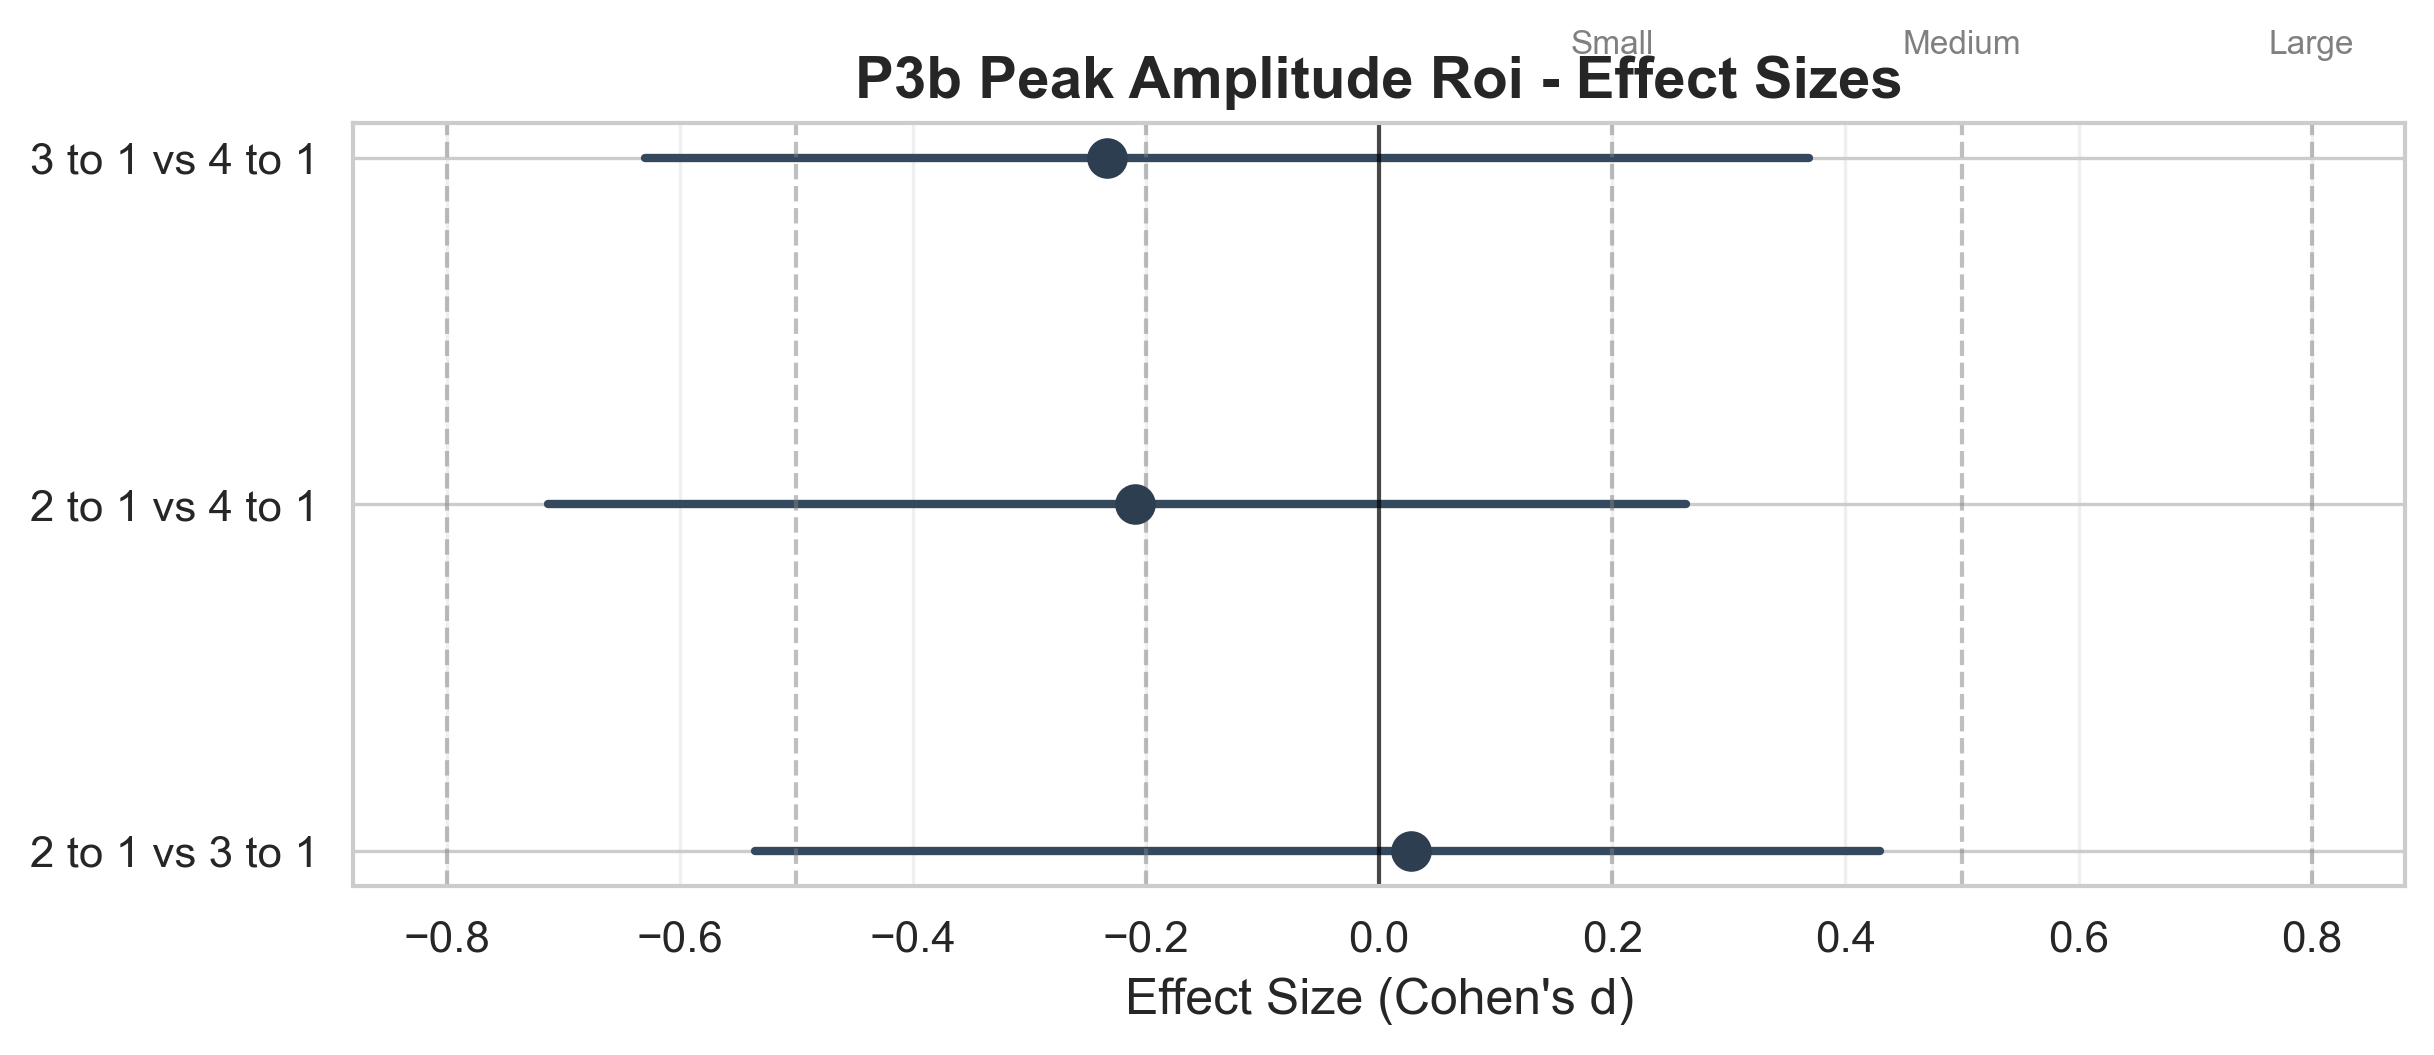 Small Medium Large
P3b Peak Amplitude Roi - Effect Sizes
3 to 1 vs 4 to 1
2 to 1 vs 4 to 1
2 to 1 vs 3 to 1
−0.8 −0.6 −0.4 −0.2 0.0 0.2 0.4 0.6 0.8
Effect Size (Cohen's d)